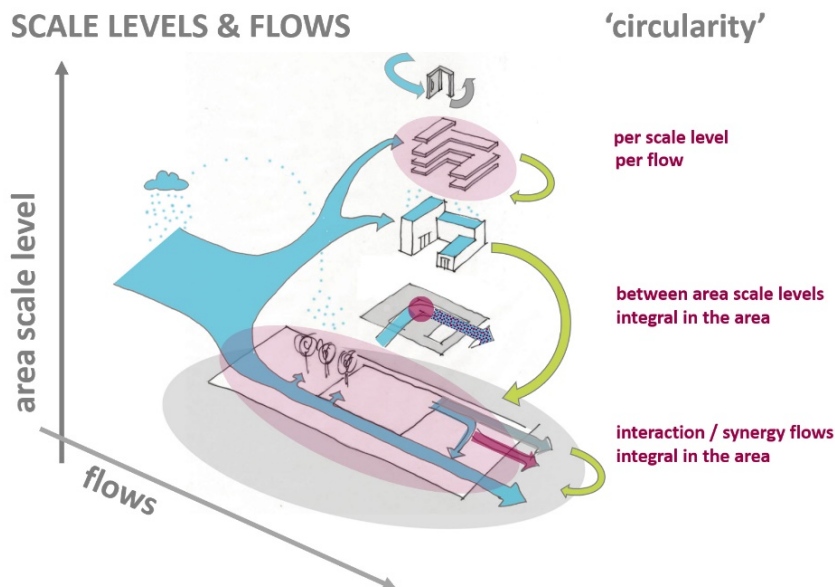 SCALE LEVELS & FLOWS
‘circularity’
per scale level
per flow
between area scale levels
integral in the area
interaction / synergy flows
integral in the area
area scale level
flows